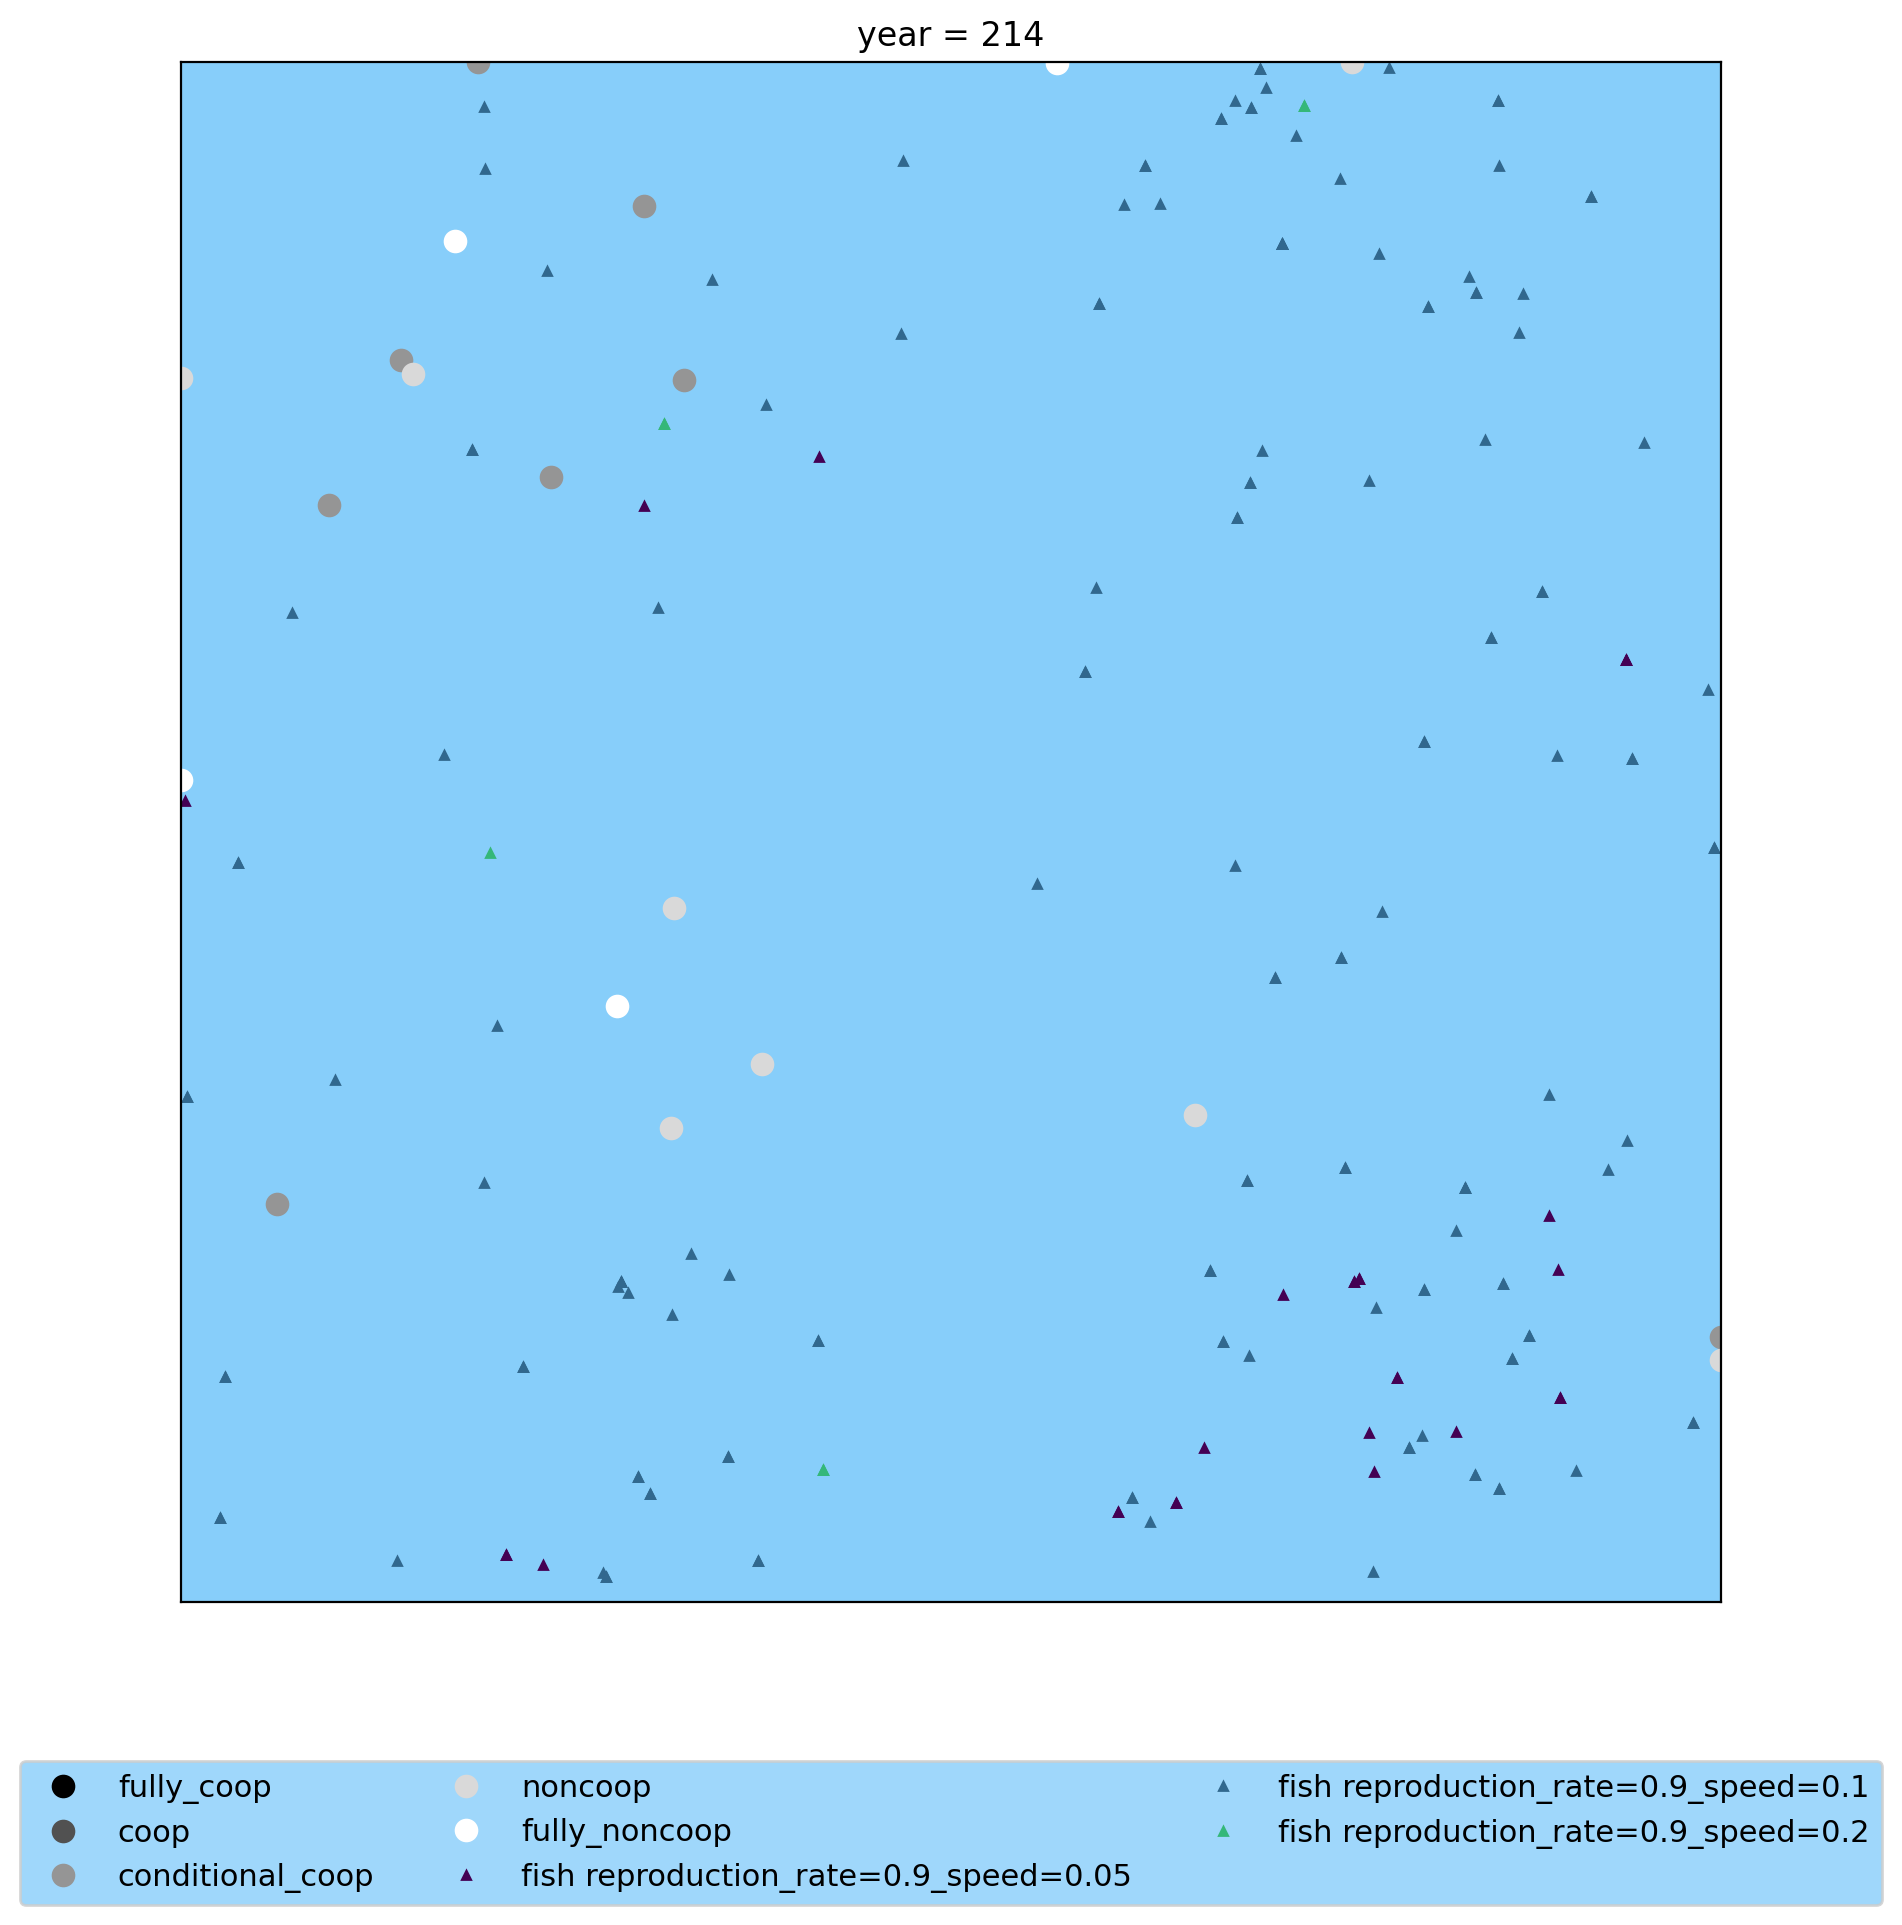 year = 214
fully_coop
coop
conditional_coop
noncoop
fully_noncoop
fish reproduction_rate=0.9_speed=0.05
fish reproduction_rate=0.9_speed=0.1
fish reproduction_rate=0.9_speed=0.2